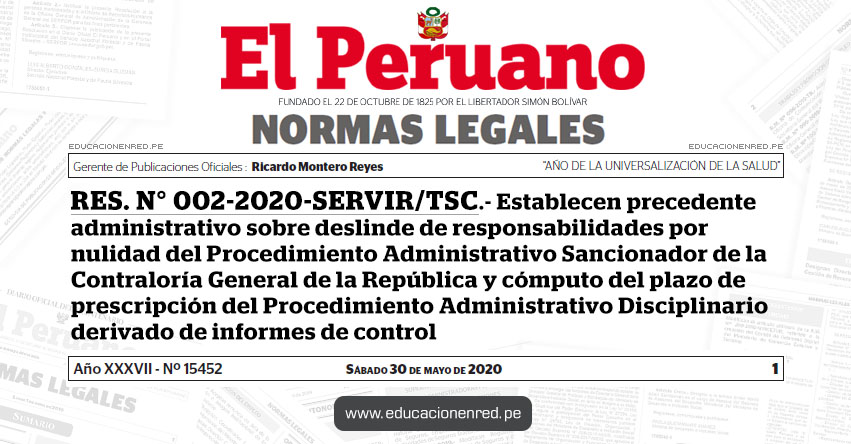 El Peruano
FUNDADO EL 22 DE OCTUBRE DE 1825 POR EL LIBERTADOR SIMÓN BOLÍVAR
NORMAS LEGALES
EDUCACIONENRED.PE
EDUCACIONENRED.PE
Gerente de Publicaciones Oficiales : Ricardo Montero Reyes
"AÑO DE LA UNIVERSALIZACIÓN DE LA SALUD"
RES. N° 002-2020-SERVIR/TSC.- Establecen precedente
administrativo sobre deslinde de responsabilidades por
nulidad del Procedimiento Administrativo Sancionador de la
Contraloría General de la República y cómputo del plazo de
prescripción del Procedimiento Administrativo Disciplinario
derivado de informes de control
Año XXXVII - Nº 15452
SÁBADO 30 DE MAYO DE 2020
1
www.educacionenred.pe
NORMAS LEGALES
SUMARIO